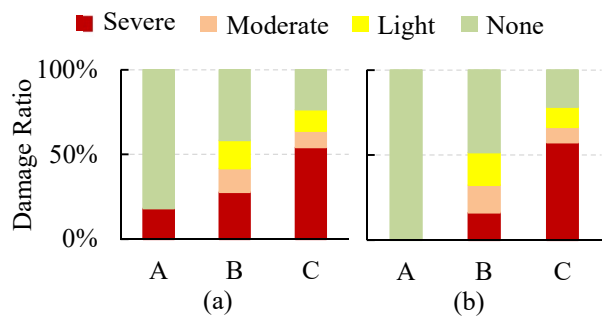 Severe Moderate Light None
100%
50%
0%
Damage Ratio
A B C A B C
(a) (b)